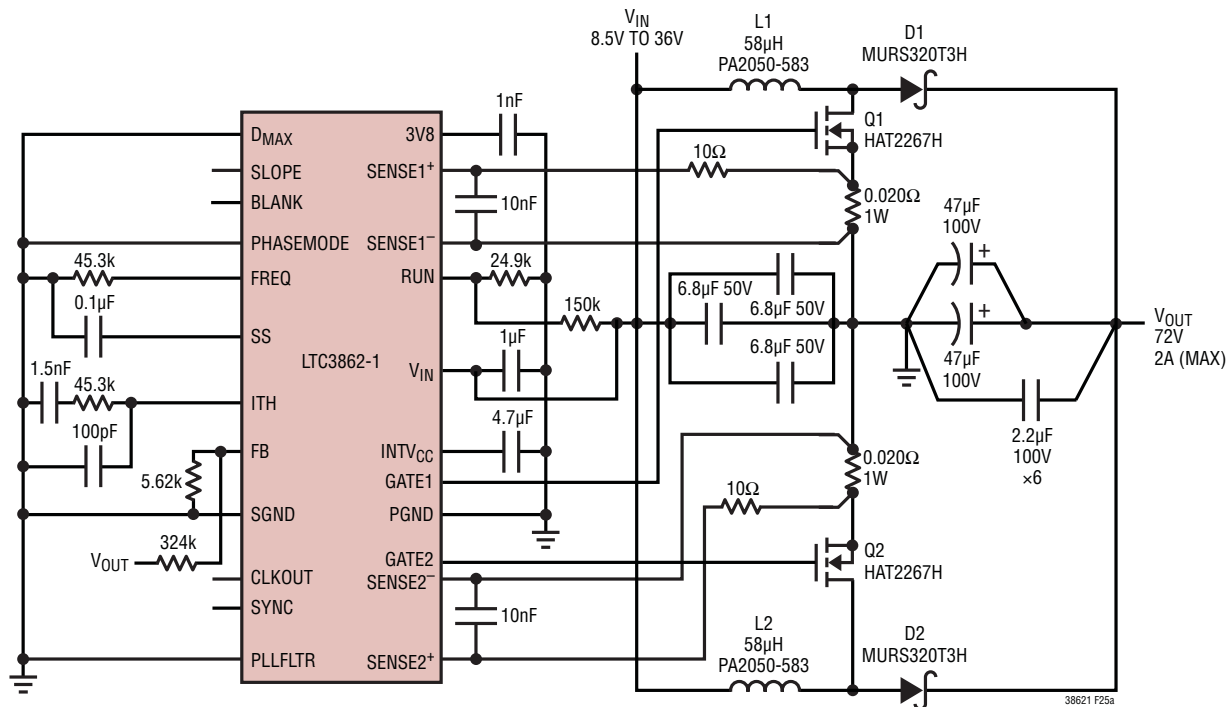 VIN
8.5V TO 36V
L1
58µH
PA2050-583
D1
MURS320T3H
1nF
DMAX
3V8
Q1
HAT2267H
10Ω
SLOPE
SENSE1+
BLANK
10nF
0.020Ω
1W
47µF
100V
PHASEMODE
SENSE1–
45.3k
24.9k
FREQ
RUN
6.8µF 50V
6.8µF 50V
0.1µF
150k
SS
1µF
LTC3862-1
VOUT
72V
2A (MAX)
1.5nF
45.3k
VIN
6.8µF 50V
47µF
100V
ITH
100pF
4.7µF
2.2µF
100V
×6
FB
INTVCC
0.020Ω
1W
5.62k
GATE1
10Ω
SGND
PGND
324k
VOUT
GATE2
Q2
HAT2267H
CLKOUT
SENSE2–
SYNC
10nF
L2
58µH
PA2050-583
D2
MURS320T3H
PLLFLTR
SENSE2+
38621 F25a
+
+